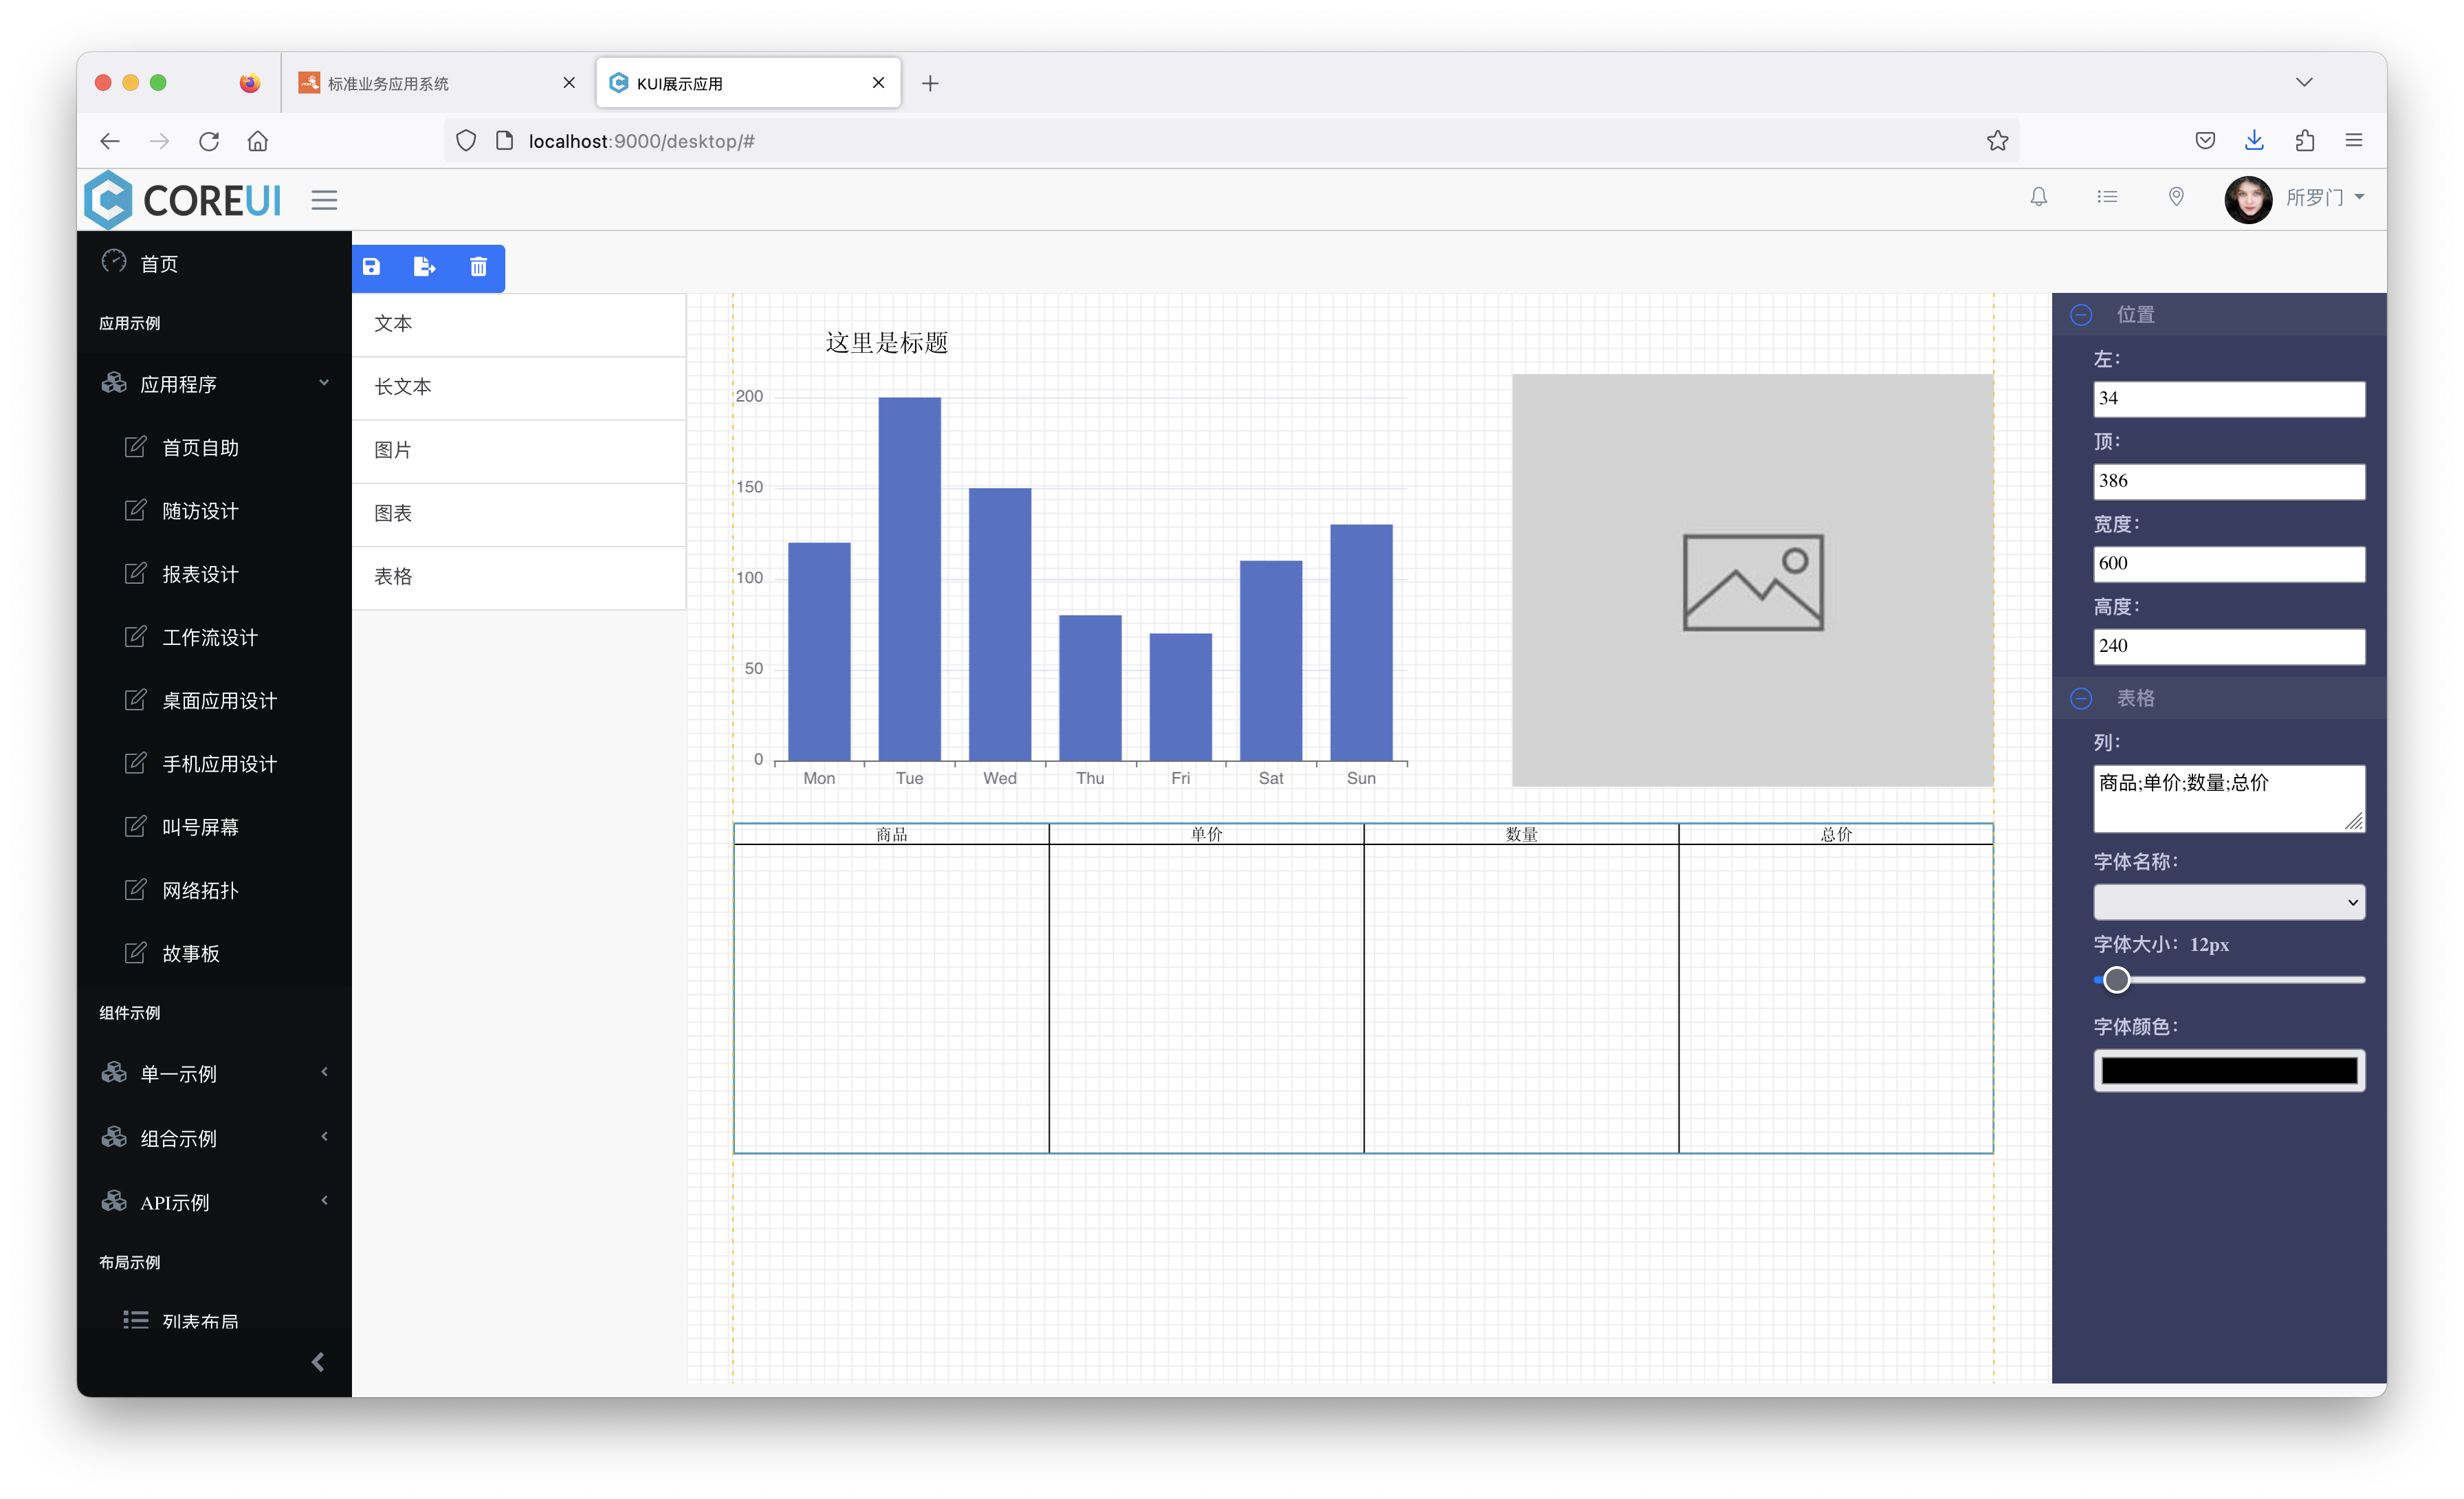 标准业务应用系统
KUI展示应用
localhost:9000/desktop/#
COREUI
所罗门
首页
应用示例
应用程序
首页自助
随访设计
报表设计
工作流设计
桌面应用设计
手机应用设计
叫号屏幕
网络拓扑
故事板
组件示例
单一示例
组合示例
API示例
布局示例
列表布局
文本
长文本
图片
图表
表格
这里是标题
200
150
100
50
0
Mon Tue Wed Thu Fri Sat Sun
商品 单价 数量 总价
位置
左:
34
顶:
386
宽度:
600
高度:
240
表格
列:
商品;单价;数量;总价
字体名称:
字体大小: 12px
字体颜色: